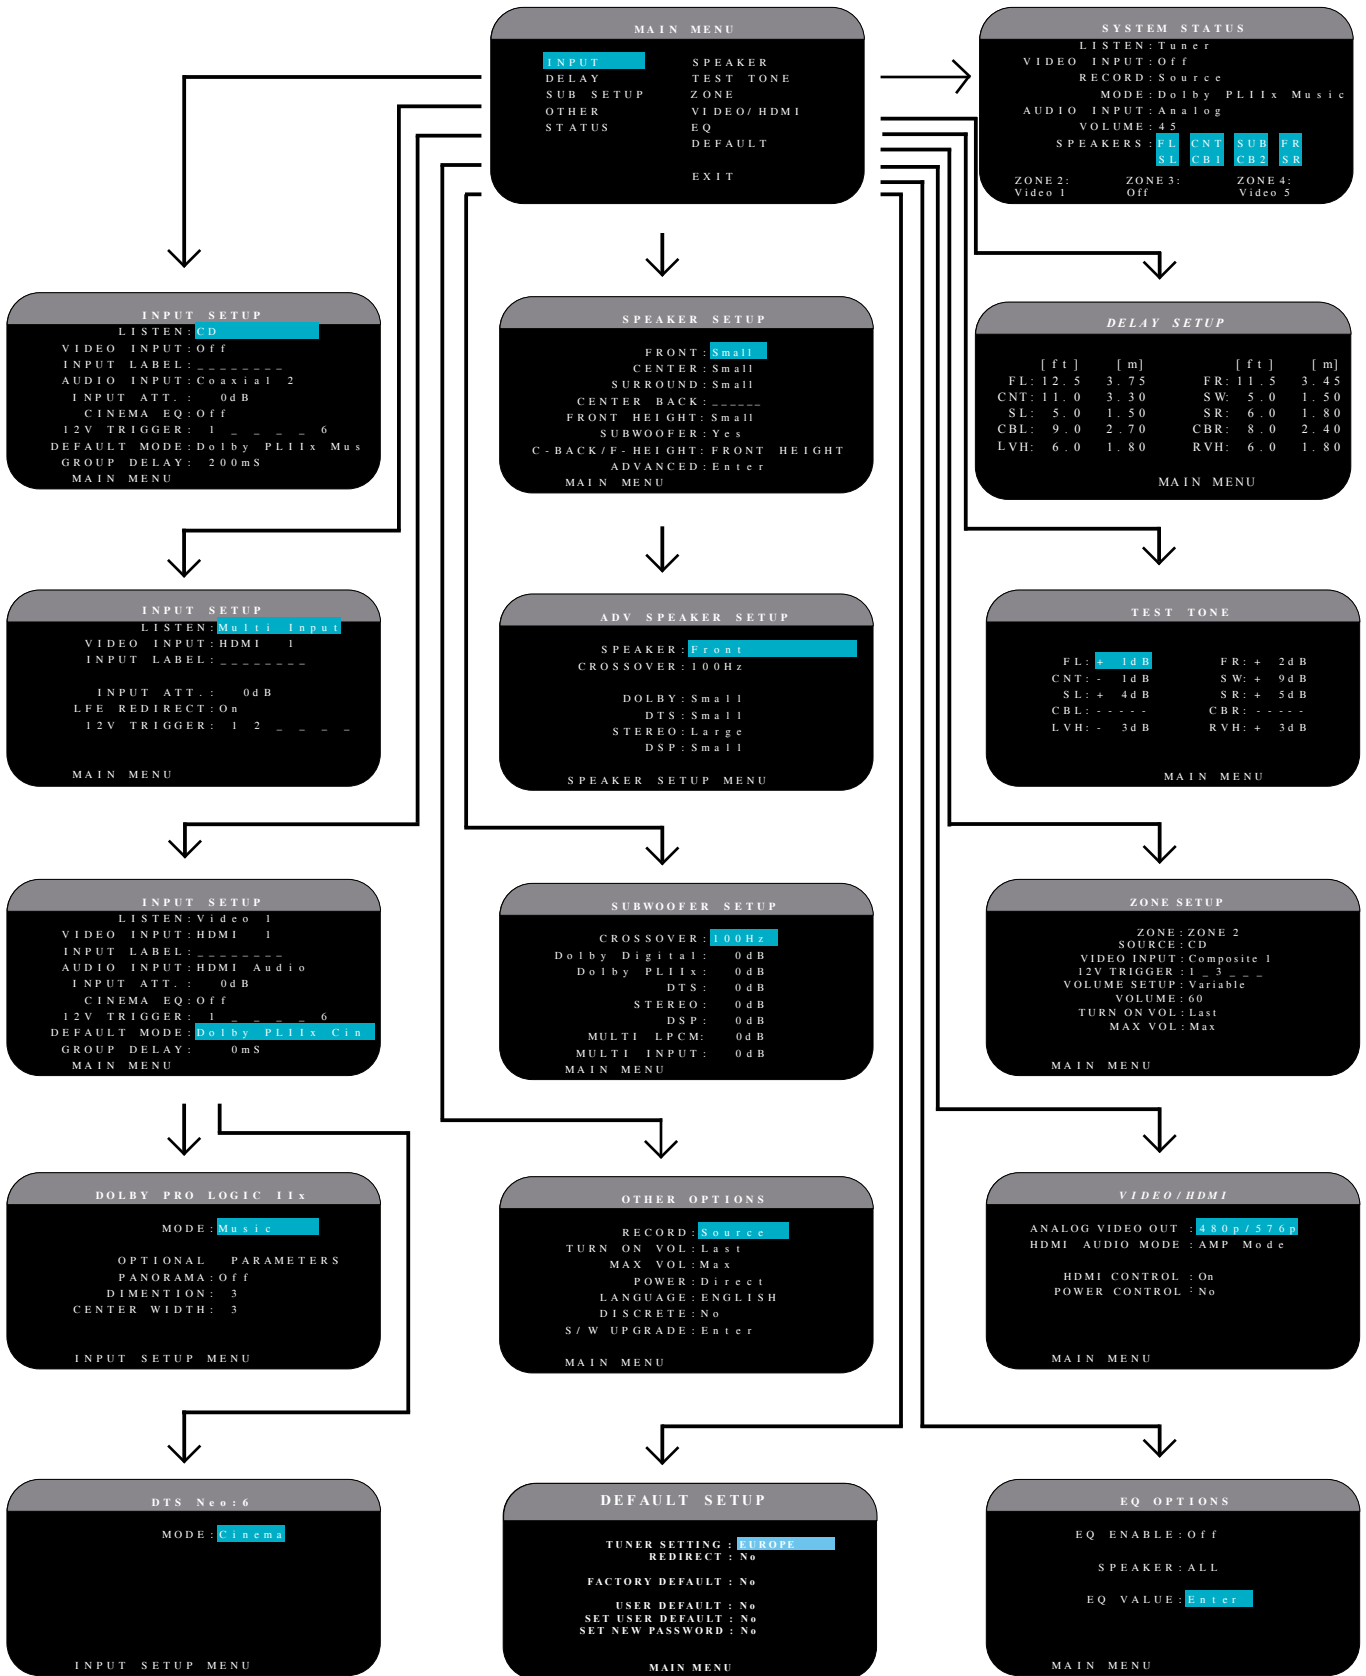 MAIN MENU
INPUT SPEAKER
DELAY TEST TONE
SUB SETUP ZONE
OTHER VIDEO/HDMI
STATUS EQ
DEFAULT
EXIT
SYSTEM STATUS
LISTEN:Tuner
VIDEO INPUT:Off
RECORD:Source
MODE:Dolby PLIIx Music
AUDIO INPUT:Analog
VOLUME:45
SPEAKERS:FL CNT SUB FR
SL CB1 CB2 SR
ZONE2: ZONE3: ZONE4:
Video 1 Off Video 5
INPUT SETUP
LISTEN:CD
VIDEO INPUT:Off
INPUT LABEL:________
AUDIO INPUT:Coaxial 2
INPUT ATT.: 0dB
CINEMA EQ:Off
12V TRIGGER: 1 _ _ _ _ 6
DEFAULT MODE:Dolby PLIIx Mus
GROUP DELAY: 200mS
MAIN MENU
SPEAKER SETUP
FRONT:Small
CENTER:Small
SURROUND:Small
CENTER BACK:______
FRONT HEIGHT:Small
SUBWOOFER:Yes
C-BACK/F-HEIGHT:FRONT HEIGHT
ADVANCED:Enter
MAIN MENU
DELAY SETUP
[ft] [m] [ft] [m]
FL:12.5 3.75 FR:11.5 3.45
CNT:11.0 3.30 SW: 5.0 1.50
SL: 5.0 1.50 SR: 6.0 1.80
CBL: 9.0 2.70 CBR: 8.0 2.40
LVH: 6.0 1.80 RVH: 6.0 1.80
MAIN MENU
INPUT SETUP
LISTEN:Multi Input
VIDEO INPUT:HDMI 1
INPUT LABEL:________
INPUT ATT.: 0dB
LFE REDIRECT:On
12V TRIGGER: 1 2 _ _ _ _
MAIN MENU
ADV SPEAKER SETUP
SPEAKER:Front
CROSSOVER:100Hz
DOLBY:Small
DTS:Small
STEREO:Large
DSP:Small
SPEAKER SETUP MENU
TEST TONE
FL:+ 1dB FR:+ 2dB
CNT:- 1dB SW:+ 9dB
SL:+ 4dB SR:+ 5dB
CBL:----- CBR:-----
LVH:- 3dB RVH:+ 3dB
MAIN MENU
INPUT SETUP
LISTEN:Video 1
VIDEO INPUT:HDMI 1
INPUT LABEL:________
AUDIO INPUT:HDMI Audio
INPUT ATT.: 0dB
CINEMA EQ:Off
12V TRIGGER: 1 _ _ _ _ 6
DEFAULT MODE:Dolby PLIIx Cin
GROUP DELAY: 0mS
MAIN MENU
SUBWOOFER SETUP
CROSSOVER:100Hz
Dolby Digital: 0dB
Dolby PLIIx: 0dB
DTS: 0dB
STEREO: 0dB
DSP: 0dB
MULTI LPCM: 0dB
MULTI INPUT: 0dB
MAIN MENU
ZONE SETUP
ZONE:ZONE 2
SOURCE:CD
VIDEO INPUT:Composite 1
12V TRIGGER:1 _ 3 _ _ _
VOLUME SETUP:Variable
VOLUME:60
TURN ON VOL:Last
MAX VOL:Max
MAIN MENU
DOLBY PRO LOGIC IIx
MODE:Music
OPTIONAL PARAMETERS
PANORAMA:Off
DIMENTION: 3
CENTER WIDTH: 3
INPUT SETUP MENU
OTHER OPTIONS
RECORD:Source
TURN ON VOL:Last
MAX VOL:Max
POWER:Direct
LANGUAGE:ENGLISH
DISCRETE:No
S/W UPGRADE:Enter
MAIN MENU
VIDEO/HDMI
ANALOG VIDEO OUT :480p/576p
HDMI AUDIO MODE :AMP Mode
HDMI CONTROL :On
POWER CONTROL :No
MAIN MENU
DTS Neo:6
MODE:Cinema
INPUT SETUP MENU
DEFAULT SETUP
TUNER SETTING : EUROPE
REDIRECT : No
FACTORY DEFAULT : No
USER DEFAULT : No
SET USER DEFAULT : No
SET NEW PASSWORD : No
MAIN MENU
EQ OPTIONS
EQ ENABLE:Off
SPEAKER:ALL
EQ VALUE:Enter
MAIN MENU